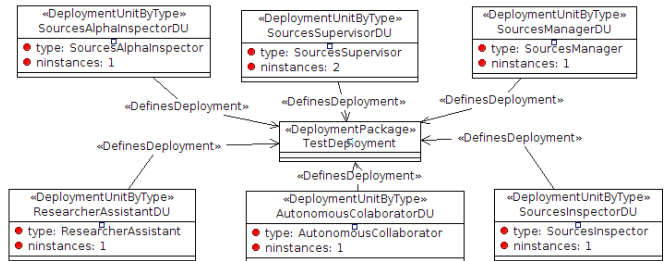 «DeploymentUnitByType»
SourcesAlphaInspectorDU
type: SourcesAlphaInspector
ninstances: 1
«DeploymentUnitByType»
SourcesSupervisorDU
type: SourcesSupervisor
ninstances: 2
«DeploymentUnitByType»
SourcesManagerDU
type: SourcesManager
ninstances: 1
«DefinesDeployment»
«DefinesDeployment»
«DefinesDeployment»
«DeploymentPackage»
TestDeployment
«DefinesDeployment»
«DefinesDeployment»
«DefinesDeployment»
«DeploymentUnitByType»
ResearcherAssistantDU
type: ResearcherAssistant
ninstances: 1
«DeploymentUnitByType»
AutonomousColaboratorDU
type: AutonomousCollaborator
ninstances: 1
«DeploymentUnitByType»
SourcesInspectorDU
type: SourcesInspector
ninstances: 1